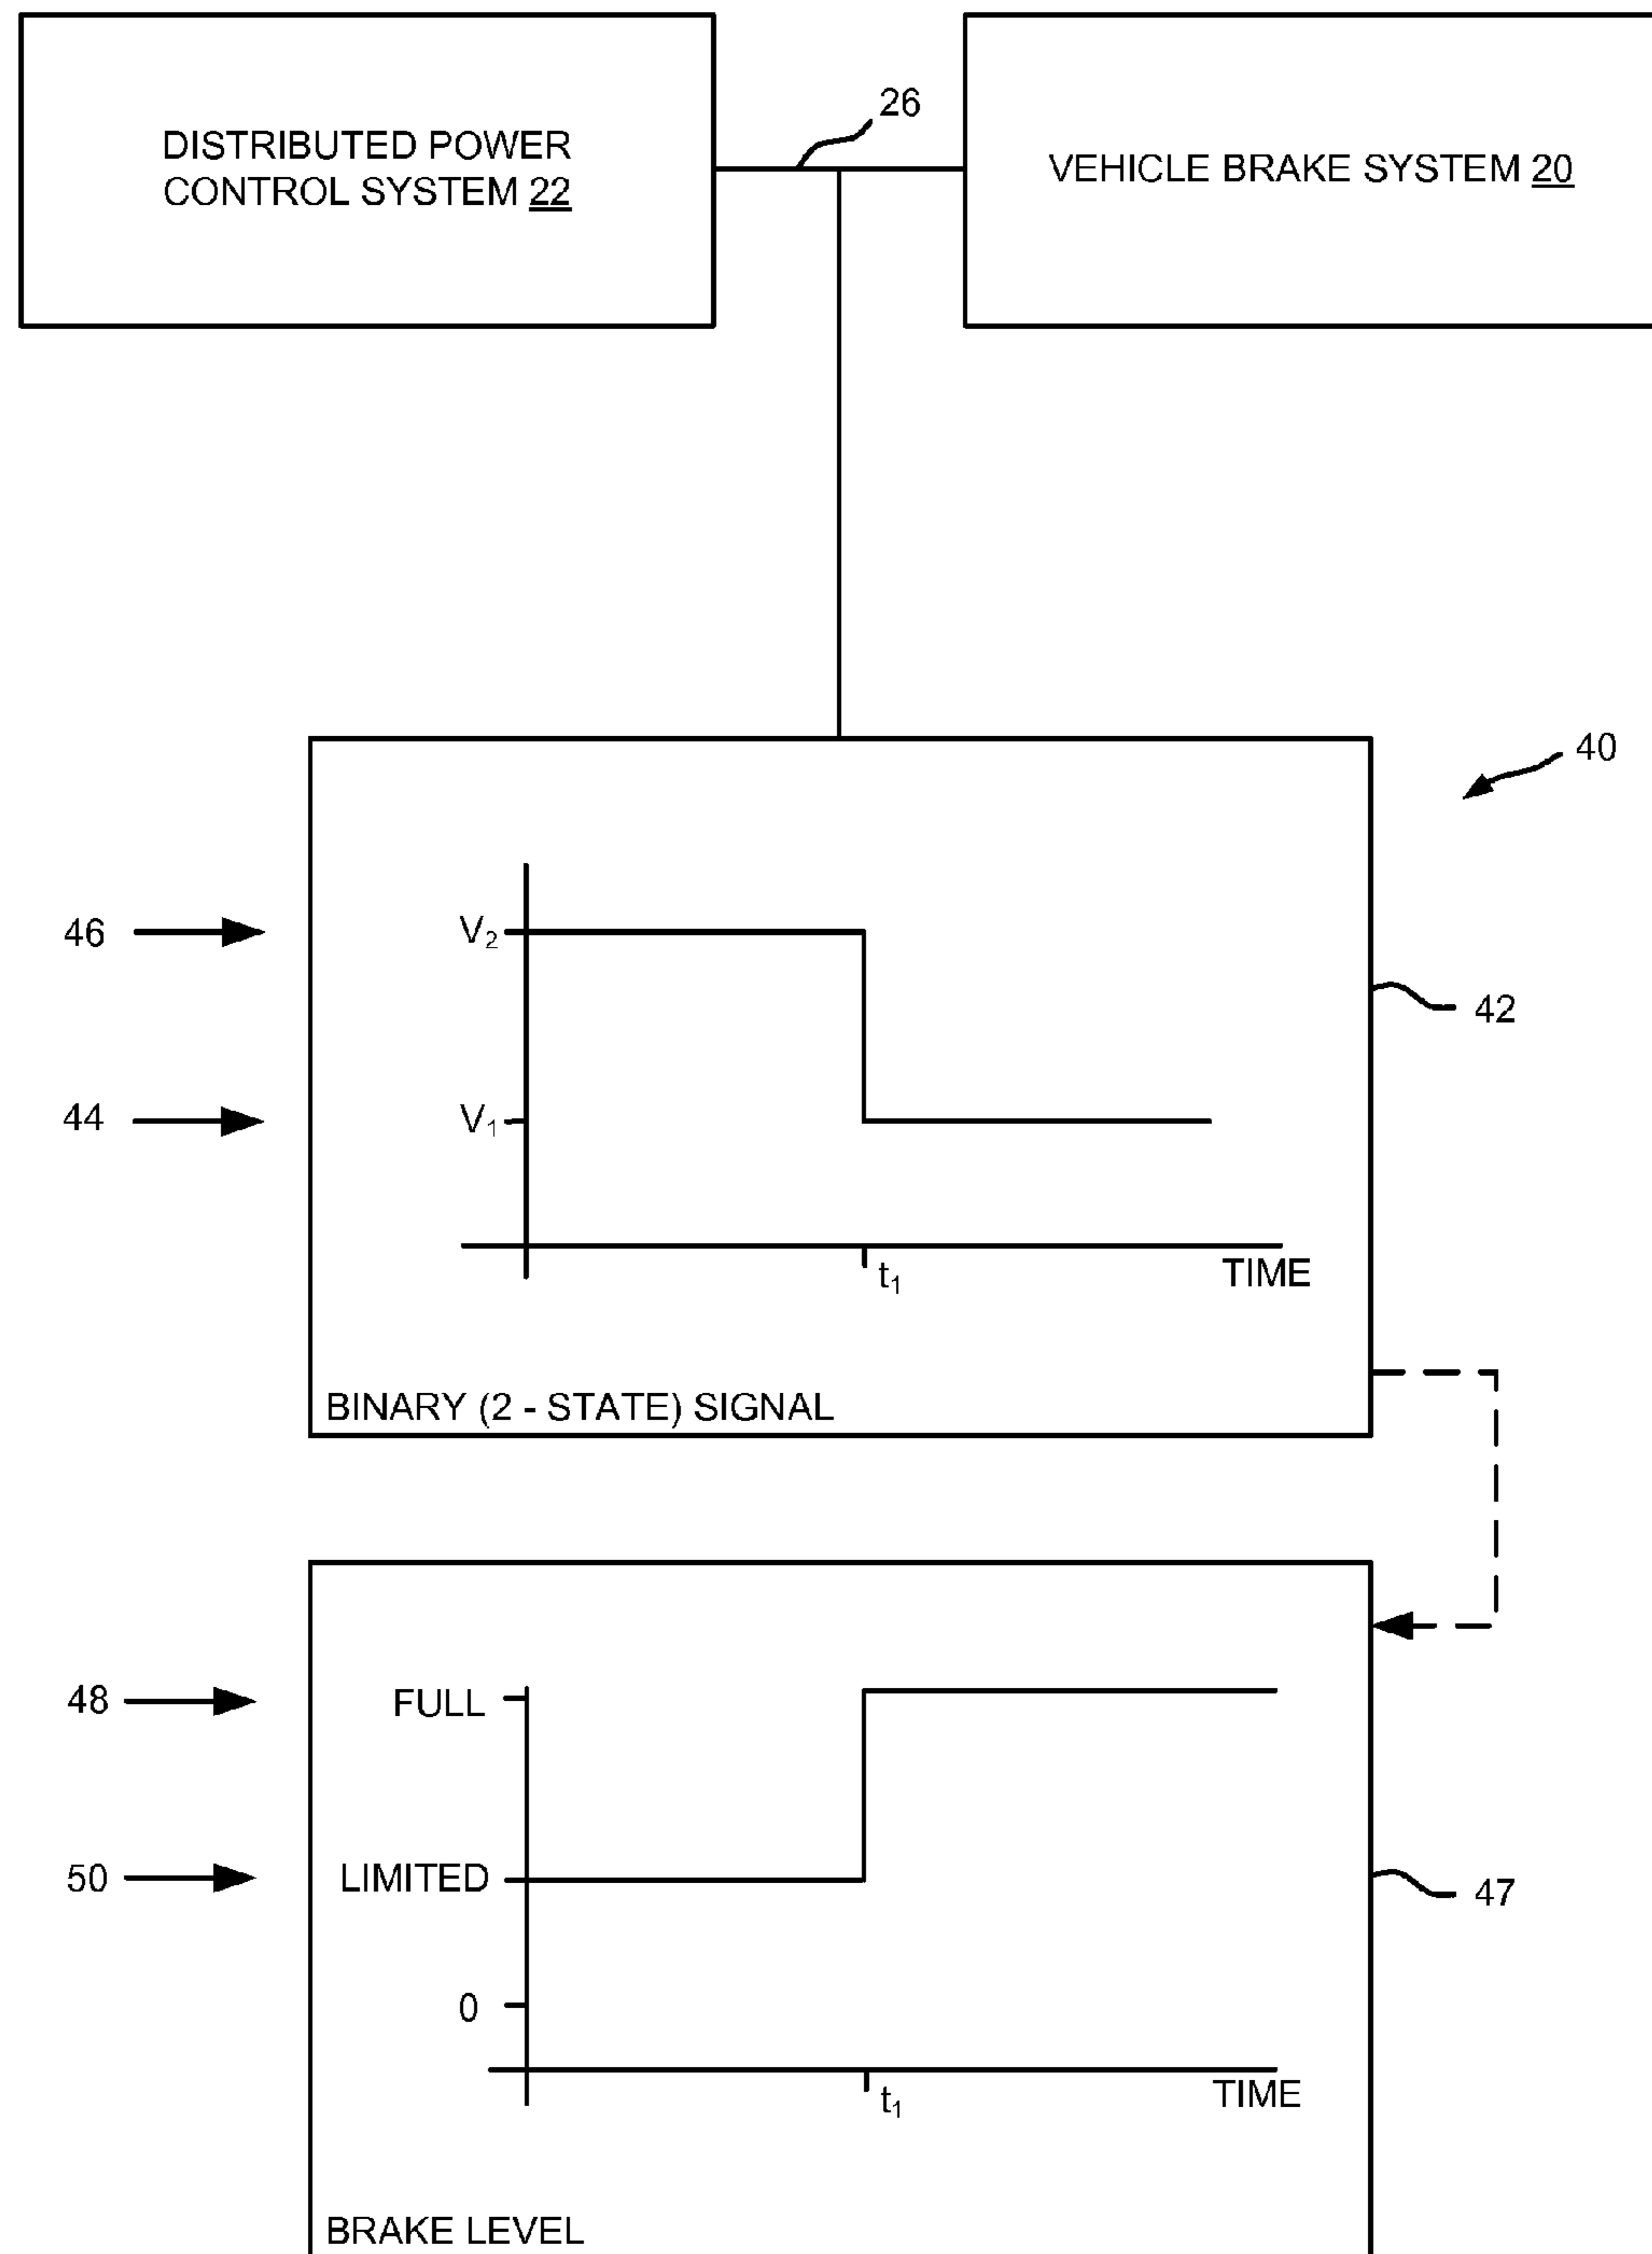 DISTRIBUTED POWER
CONTROL SYSTEM 22
26
VEHICLE BRAKE SYSTEM 20
40
46
V₂
42
44
V₁
t₁
TIME
BINARY (2 - STATE) SIGNAL
48
FULL
50
LIMITED
47
0
t₁
TIME
BRAKE LEVEL